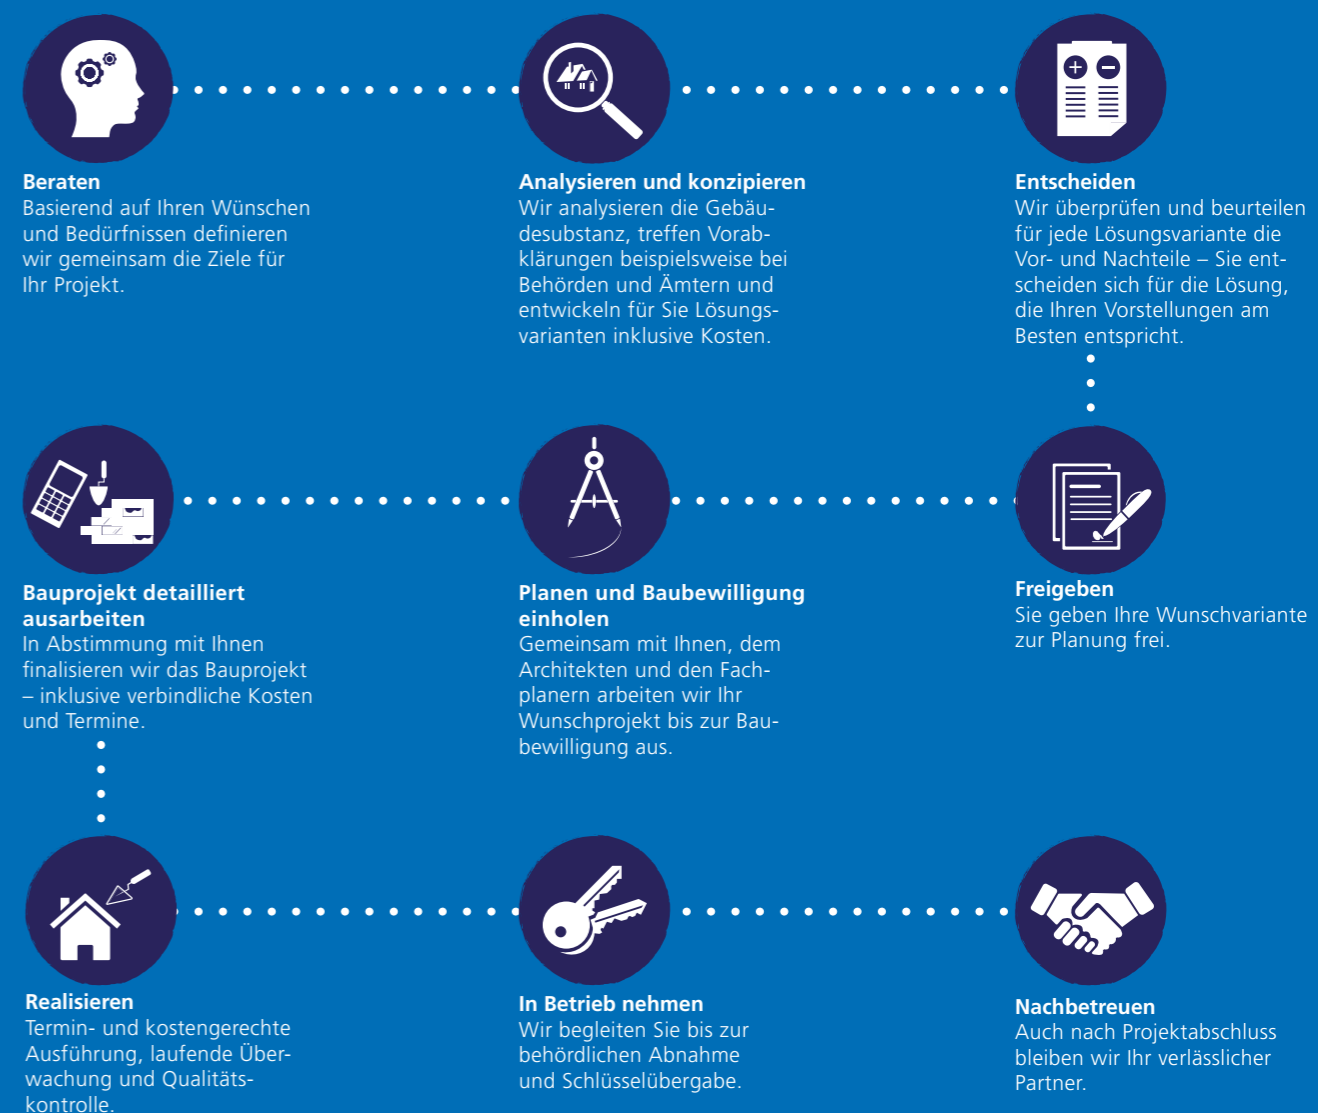 Beraten
Basierend auf Ihren Wünschen
und Bedürfnissen definieren
wir gemeinsam die Ziele für
Ihr Projekt.
Analysieren und konzipieren
Wir analysieren die Gebäu-
desubstanz, treffen Vorab-
klärungen beispielsweise bei
Behörden und Ämtern und
entwickeln für Sie Lösungs-
varianten inklusive Kosten.
Entscheiden
Wir überprüfen und beurteilen
für jede Lösungsvariante die
Vor- und Nachteile – Sie ent-
scheiden sich für die Lösung,
die Ihren Vorstellungen am
Besten entspricht.
Freigeben
Sie geben Ihre Wunschvariante
zur Planung frei.
Planen und Baubewilligung
einholen
Gemeinsam mit Ihnen, dem
Architekten und den Fach-
planern arbeiten wir Ihr
Wunschprojekt bis zur Bau-
bewilligung aus.
Bauprojekt detailliert
ausarbeiten
In Abstimmung mit Ihnen
finalisieren wir das Bauprojekt
– inklusive verbindliche Kosten
und Termine.
Realisieren
Termin- und kostengerechte
Ausführung, laufende Über-
wachung und Qualitäts-
kontrolle.
In Betrieb nehmen
Wir begleiten Sie bis zur
behördlichen Abnahme
und Schlüsselübergabe.
Nachbetreuen
Auch nach Projektabschluss
bleiben wir Ihr verlässlicher
Partner.